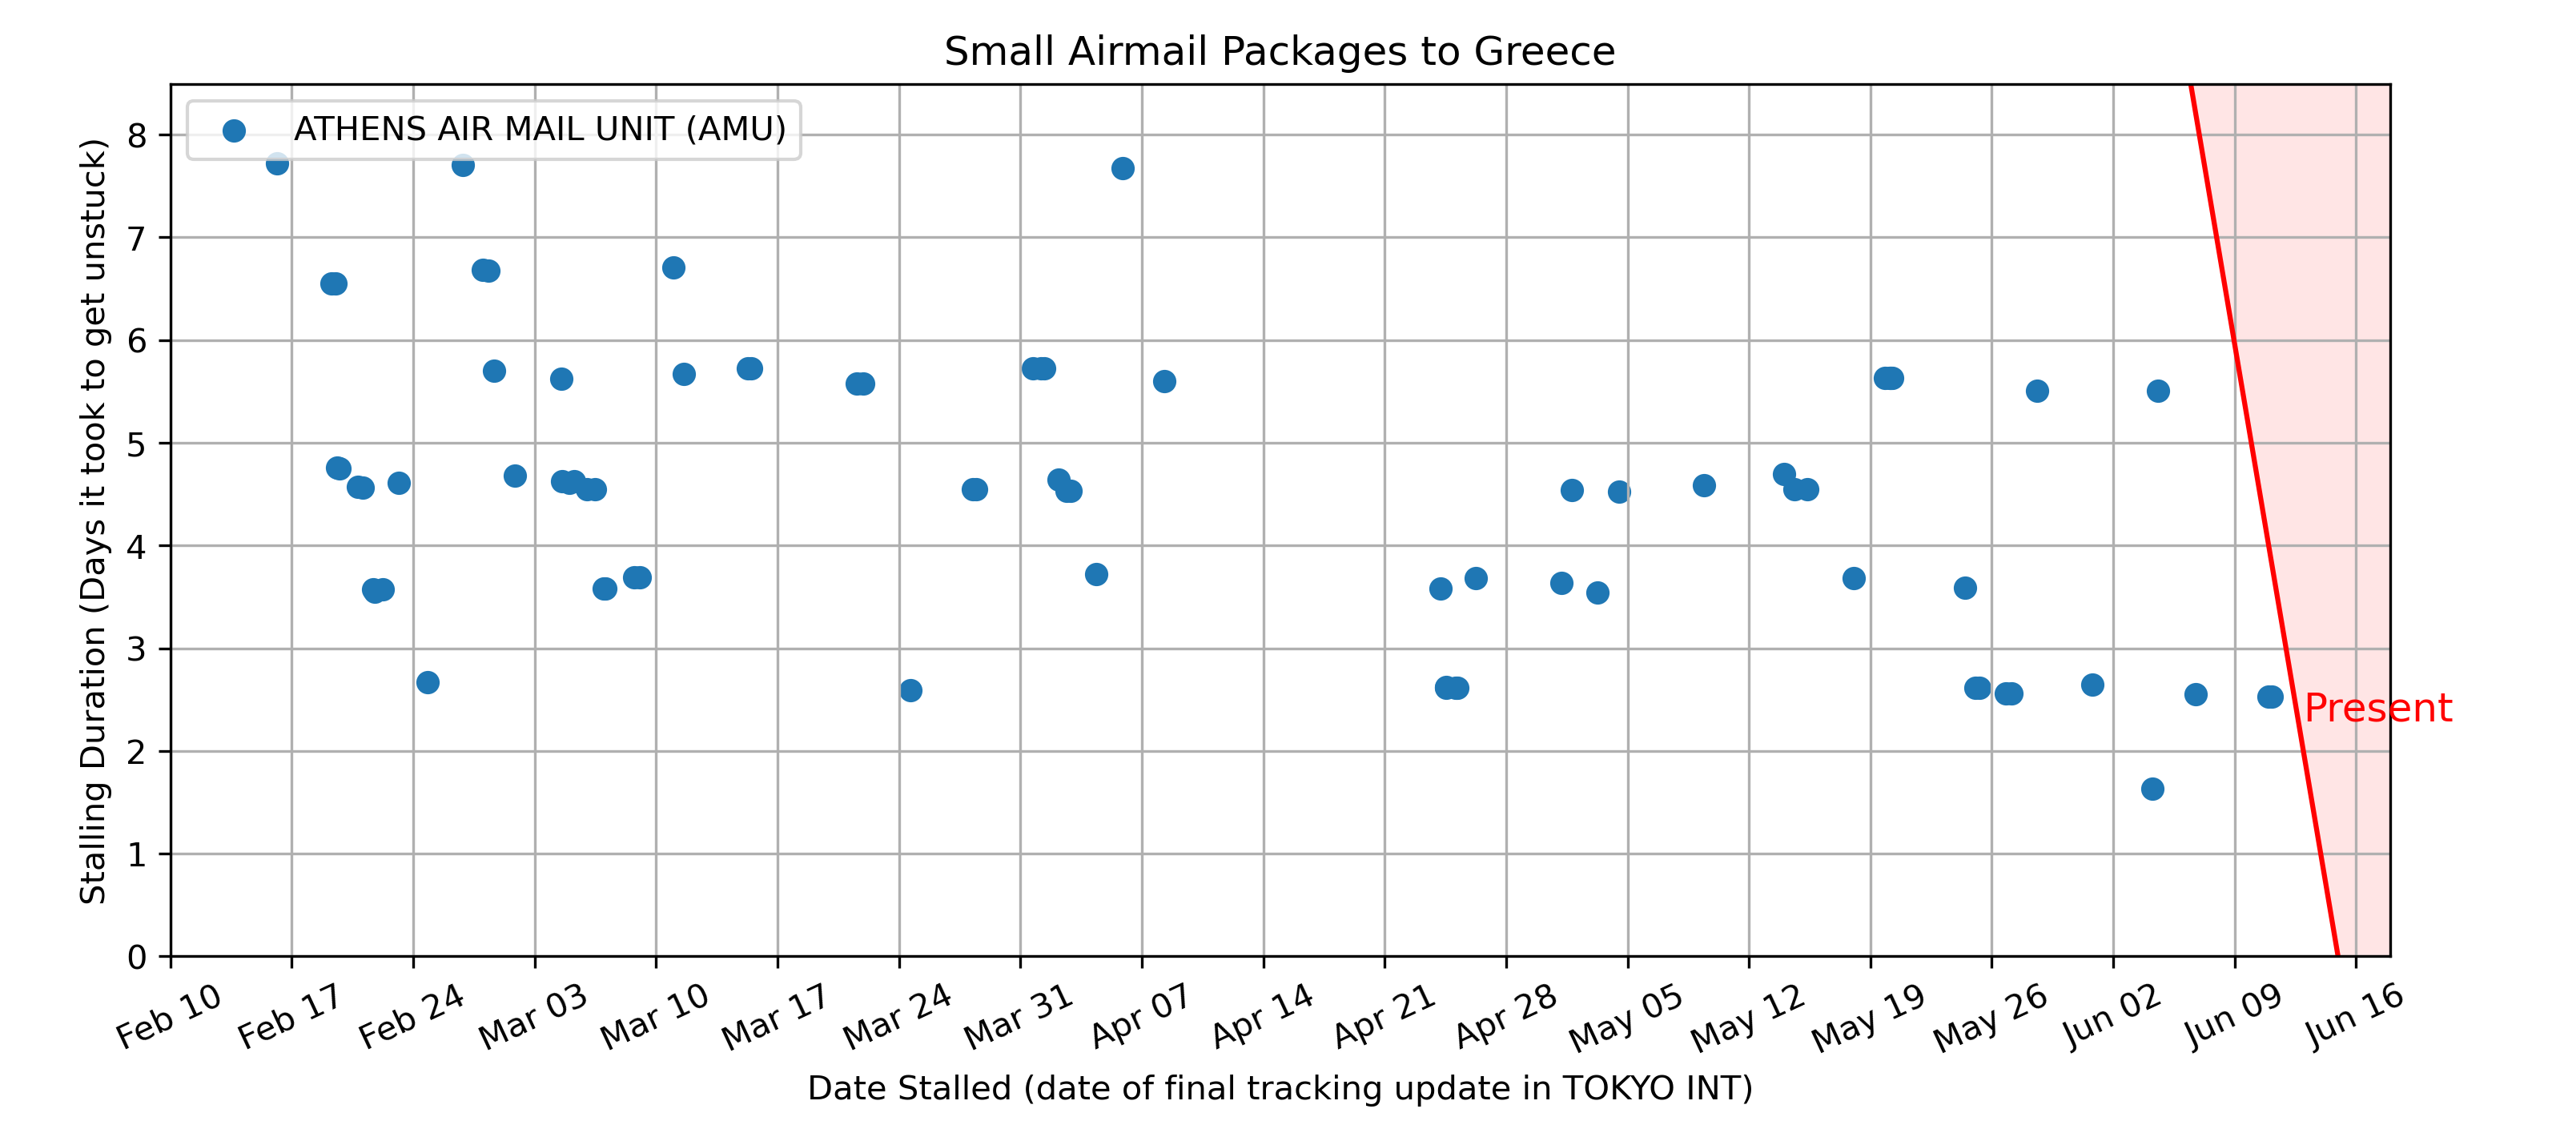 Small Airmail Packages to Greece
ATHENS AIR MAIL UNIT (AMU)
Stalling Duration (Days it took to get unstuck)
8
7
6
5
4
3
2
1
0
Present
Feb 10
Feb 17
Feb 24
Mar 03
Mar 10
Mar 17
Mar 24
Mar 31
Apr 07
Apr 14
Apr 21
Apr 28
May 05
May 12
May 19
May 26
Jun 02
Jun 09
Jun 16
Date Stalled (date of final tracking update in TOKYO INT)